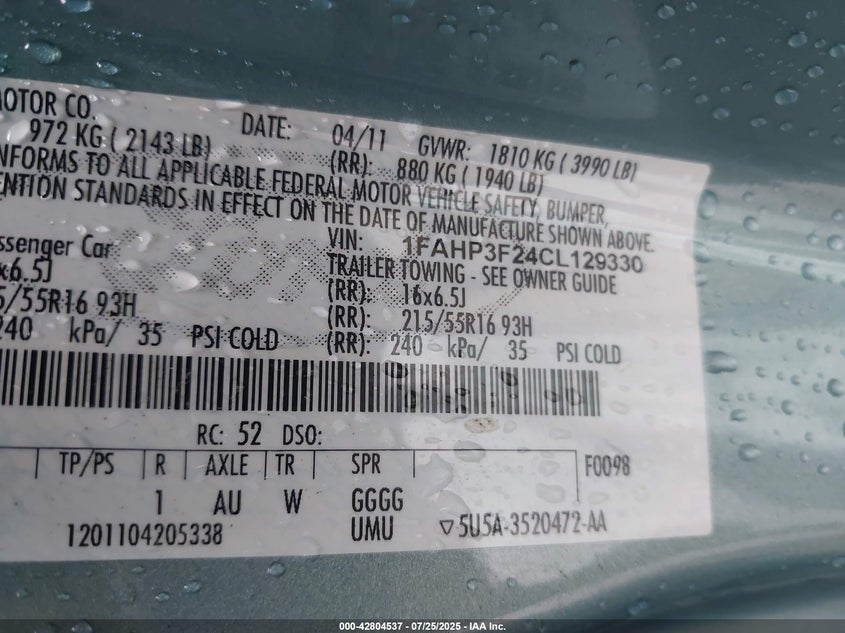 MOTOR CO.
DATE: 04/11 GVWR: 1810 KG ( 3990 LB)
972 KG ( 2143 LB) (RR): 880 KG ( 1940 LB)
NFORMS TO ALL APPLICABLE FEDERAL MOTOR VEHICLE SAFETY, BUMPER,
ENTION STANDARDS IN EFFECT ON THE DATE OF MANUFACTURE SHOWN ABOVE.
VIN: 1FAHP3F24CL129330
ssenger Car TRAILER TOWING - SEE OWNER GUIDE
x6.5J (RR): 16x6.5J
5/55R16 93H (RR): 215/55R16 93H
240 kPa/ 35 PSI COLD (RR): 240 kPa/ 35 PSI COLD
RC: 52 DSO:
TP/PS R AXLE TR SPR F0098
1 AU W GGGG
1201104205338 UMU ▽5U5A-3520472-AA
000-42804537 - 07/25/2025 - IAA Inc.